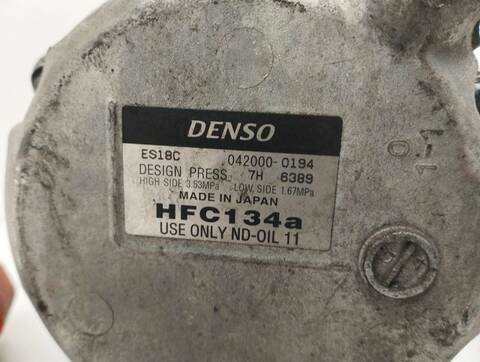 DENSO
ES18C 042000-0194
DESIGN PRESS 7H 8389
HIGH SIDE 3.53MPa LOW SIDE 1.67MPa
MADE IN JAPAN
HFC134a
USE ONLY ND-OIL 11